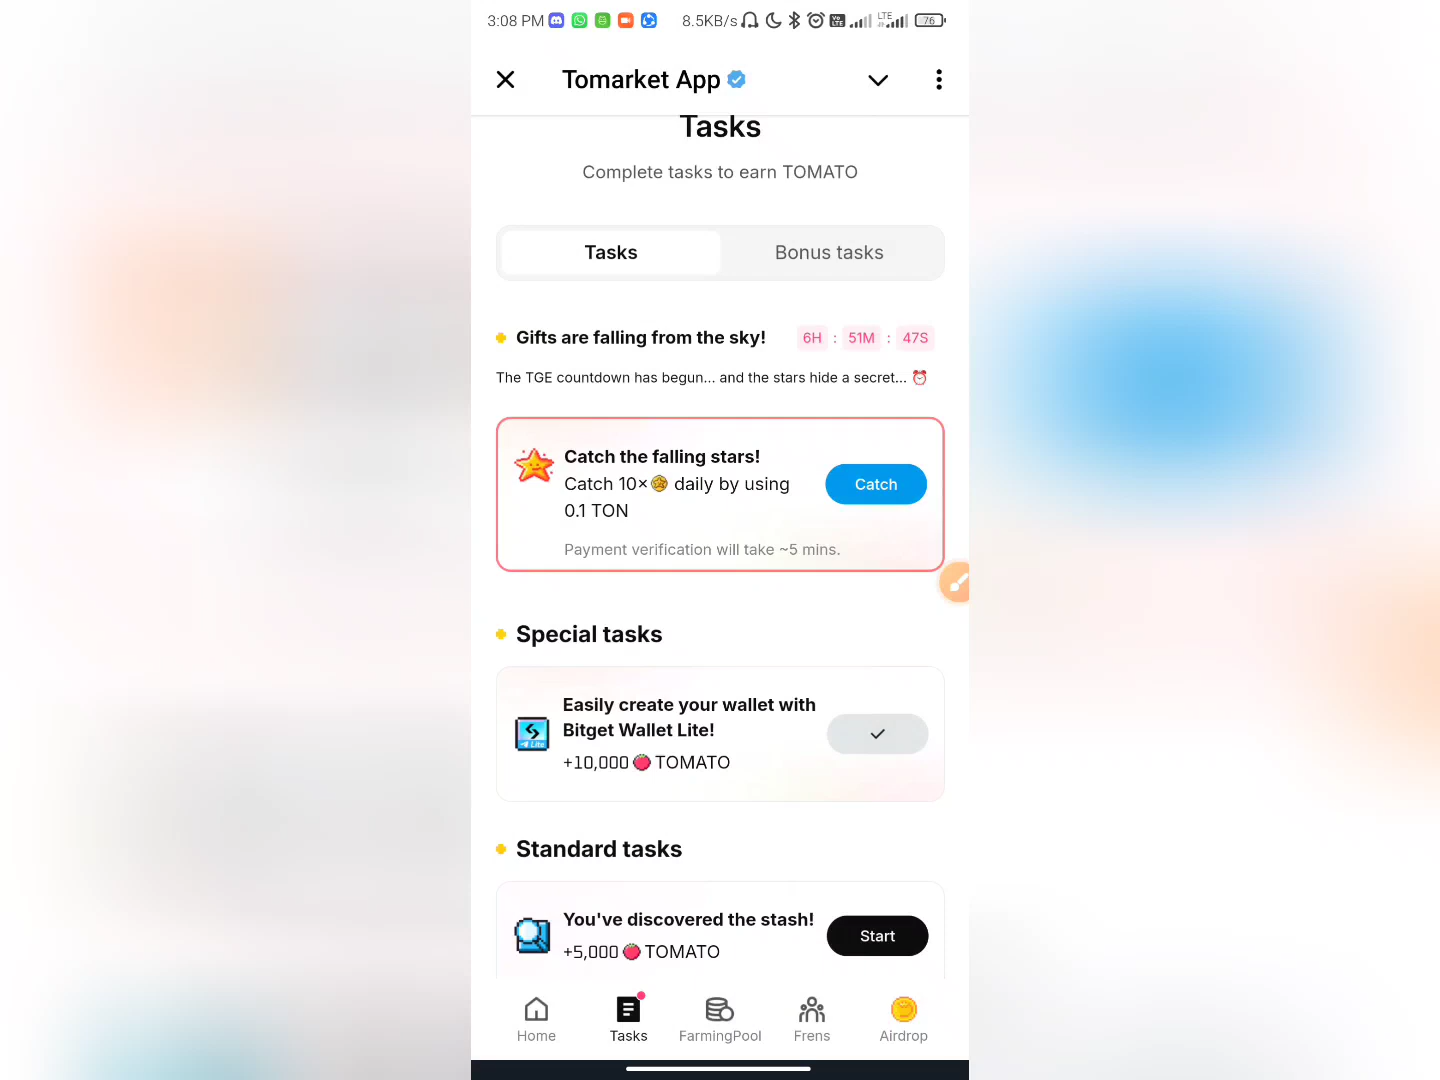 3:08 PM 8.5KB/s Vo LTE LTE 76
Tomarket App
Tasks
Complete tasks to earn TOMATO
Tasks Bonus tasks
Gifts are falling from the sky! 6H : 51M : 47S
The TGE countdown has begun... and the stars hide a secret... ⏰
Catch the falling stars!
Catch 10× daily by using
0.1 TON
Catch
Payment verification will take ~5 mins.
Special tasks
Easily create your wallet with
Bitget Wallet Lite!
+10,000 🍅 TOMATO
Lite
Standard tasks
You've discovered the stash!
+5,000 🍅 TOMATO
Start
Home Tasks FarmingPool Frens Airdrop